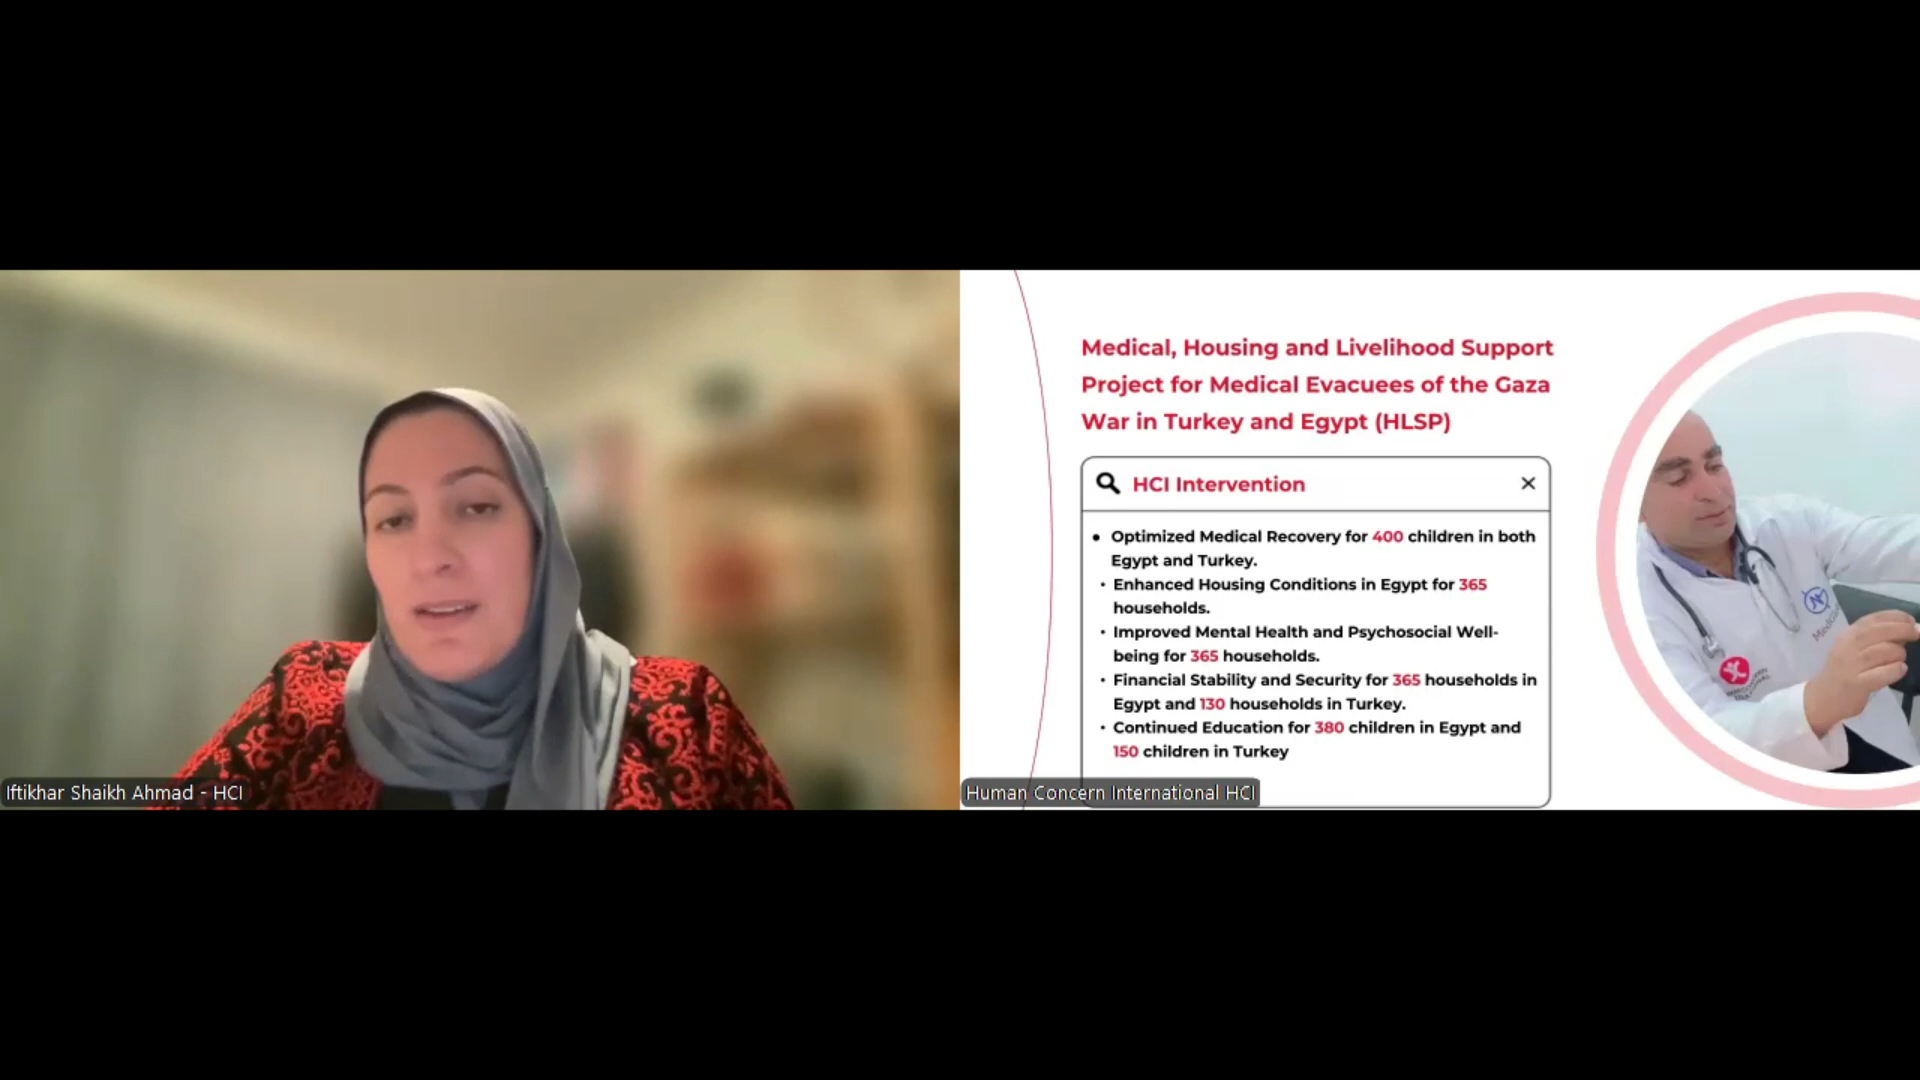 Iftikhar Shaikh Ahmad - HCI
Medical, Housing and Livelihood Support
Project for Medical Evacuees of the Gaza
War in Turkey and Egypt (HLSP)
HCI Intervention
• Optimized Medical Recovery for 400 children in both
Egypt and Turkey.
• Enhanced Housing Conditions in Egypt for 365
households.
• Improved Mental Health and Psychosocial Well-
being for 365 households.
• Financial Stability and Security for 365 households in
Egypt and 130 households in Turkey.
• Continued Education for 380 children in Egypt and
150 children in Turkey
Human Concern International HCI